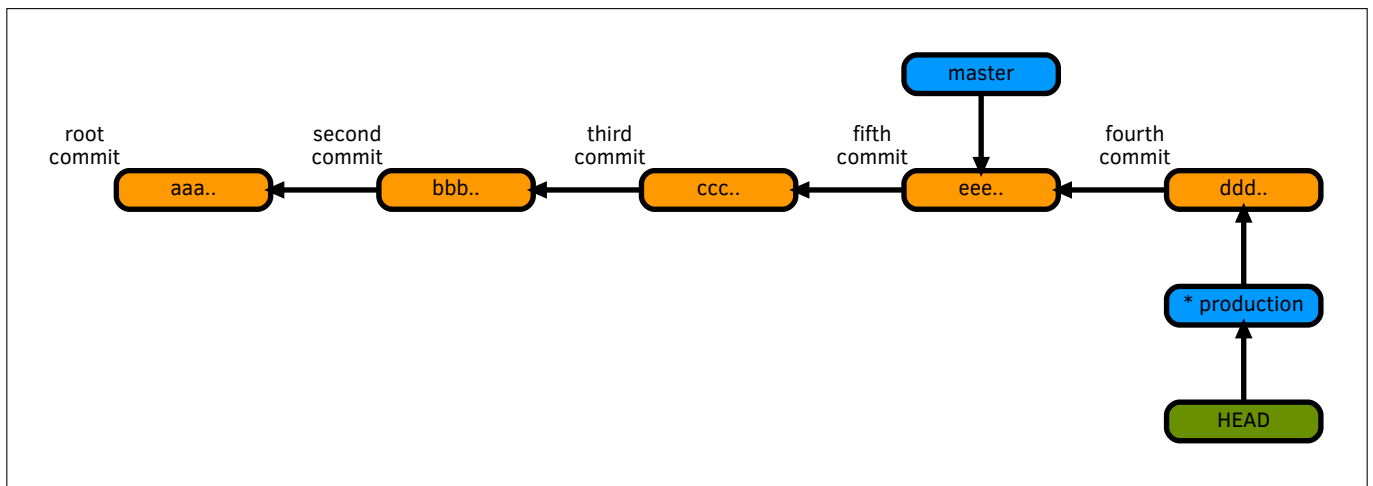 master
root
commit
second
commit
third
commit
fifth
commit
fourth
commit
aaa..
bbb..
ccc..
eee..
ddd..
* production
HEAD